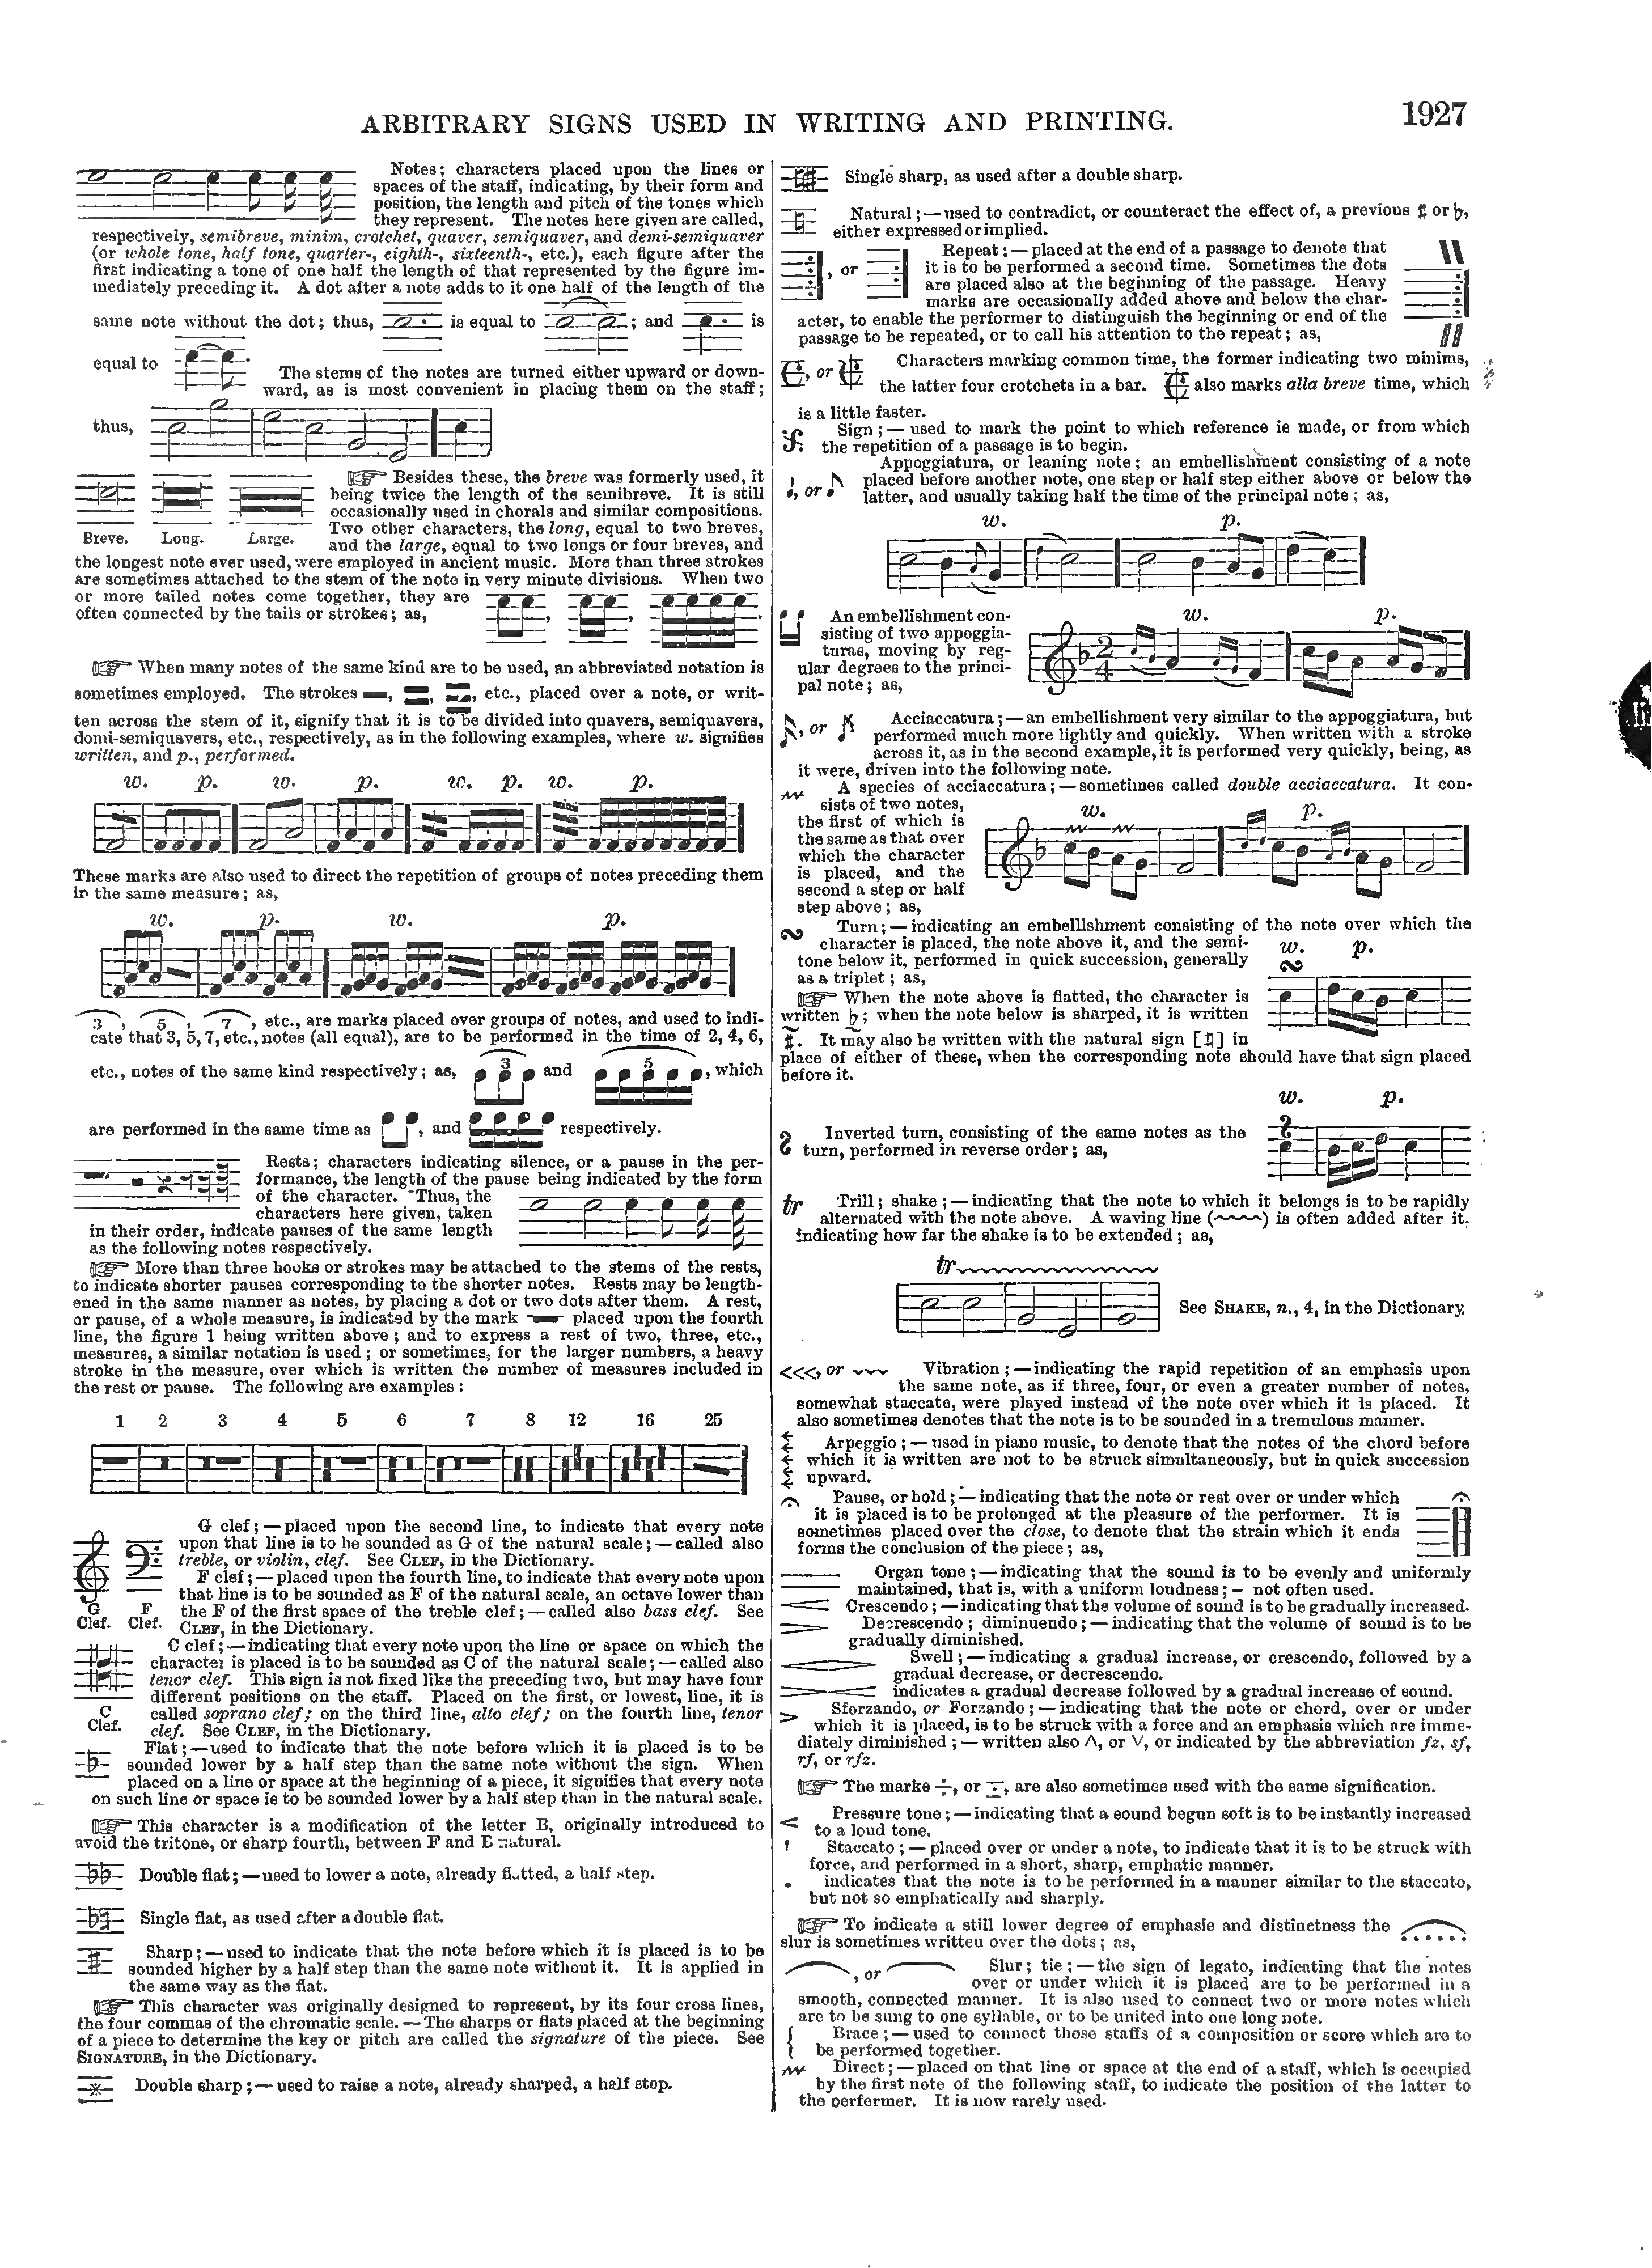 ARBITRARY SIGNS USED IN WRITING AND PRINTING.
1927
Notes; characters placed upon the lines or
spaces of the staff, indicating, by their form and
position, the length and pitch of the tones which
they represent. The notes here given are called,
respectively, semibreve, minim, crotchet, quaver, semiquaver, and demi-semiquaver
(or whole tone, half tone, quarter-, eighth-, sixteenth-, etc.), each figure after the
first indicating a tone of one half the length of that represented by the figure im-
mediately preceding it. A dot after a note adds to it one half of the length of the
same note without the dot; thus, is equal to ; and is
equal to .
The stems of the notes are turned either upward or down-
ward, as is most convenient in placing them on the staff;
thus,
☞ Besides these, the breve was formerly used, it
being twice the length of the semibreve. It is still
occasionally used in chorals and similar compositions.
Two other characters, the long, equal to two breves,
Breve. Long. Large.
and the large, equal to two longs or four breves, and
the longest note ever used, were employed in ancient music. More than three strokes
are sometimes attached to the stem of the note in very minute divisions. When two
or more tailed notes come together, they are
often connected by the tails or strokes; as, , , .
☞ When many notes of the same kind are to be used, an abbreviated notation is
sometimes employed. The strokes , , , etc., placed over a note, or writ-
ten across the stem of it, signify that it is to be divided into quavers, semiquavers,
domi-semiquavers, etc., respectively, as in the following examples, where w. signifies
written, and p., performed.
w. p. w. p. w. p. w. p.
These marks are also used to direct the repetition of groups of notes preceding them
in the same measure; as,
w. p. w. p.
3, 5, 7, etc., are marks placed over groups of notes, and used to indi-
cate that 3, 5, 7, etc., notes (all equal), are to be performed in the time of 2, 4, 6,
etc., notes of the same kind respectively; as, 3 and 5, which
are performed in the same time as , and respectively.
Rests; characters indicating silence, or a pause in the per-
formance, the length of the pause being indicated by the form
of the character. Thus, the
characters here given, taken
in their order, indicate pauses of the same length
as the following notes respectively.
☞ More than three hooks or strokes may be attached to the stems of the rests,
to indicate shorter pauses corresponding to the shorter notes. Rests may be length-
ened in the same manner as notes, by placing a dot or two dots after them. A rest,
or pause, of a whole measure, is indicated by the mark placed upon the fourth
line, the figure 1 being written above; and to express a rest of two, three, etc.,
measures, a similar notation is used; or sometimes, for the larger numbers, a heavy
stroke in the measure, over which is written the number of measures included in
the rest or pause. The following are examples:
1 2 3 4 5 6 7 8 12 16 25
G clef;—placed upon the second line, to indicate that every note
upon that line is to be sounded as G of the natural scale;—called also
treble, or violin, clef. See CLEF, in the Dictionary.
F clef;—placed upon the fourth line, to indicate that every note upon
that line is to be sounded as F of the natural scale, an octave lower than
G Clef. F Clef.
the F of the first space of the treble clef;—called also bass clef. See
CLEF, in the Dictionary.
C clef;—indicating that every note upon the line or space on which the
character is placed is to be sounded as C of the natural scale;—called also
tenor clef. This sign is not fixed like the preceding two, but may have four
different positions on the staff. Placed on the first, or lowest, line, it is
C Clef.
called soprano clef; on the third line, alto clef; on the fourth line, tenor
clef. See CLEF, in the Dictionary.
♭ Flat;—used to indicate that the note before which it is placed is to be
sounded lower by a half step than the same note without the sign. When
placed on a line or space at the beginning of a piece, it signifies that every note
on such line or space is to be sounded lower by a half step than in the natural scale.
☞ This character is a modification of the letter B, originally introduced to
avoid the tritone, or sharp fourth, between F and B natural.
♭♭ Double flat;—used to lower a note, already flatted, a half step.
Single flat, as used after a double flat.
♯ Sharp;—used to indicate that the note before which it is placed is to be
sounded higher by a half step than the same note without it. It is applied in
the same way as the flat.
☞ This character was originally designed to represent, by its four cross lines,
the four commas of the chromatic scale.—The sharps or flats placed at the beginning
of a piece to determine the key or pitch are called the signature of the piece. See
SIGNATURE, in the Dictionary.
Double sharp;—used to raise a note, already sharped, a half stop.
Single sharp, as used after a double sharp.
Natural;—used to contradict, or counteract the effect of, a previous ♯ or ♭,
either expressed or implied.
, or
Repeat;—placed at the end of a passage to denote that
it is to be performed a second time. Sometimes the dots
are placed also at the beginning of the passage. Heavy
marks are occasionally added above and below the char-
acter, to enable the performer to distinguish the beginning or end of the
passage to be repeated, or to call his attention to the repeat; as,
, or Characters marking common time, the former indicating two minims,
the latter four crotchets in a bar. also marks alla breve time, which
is a little faster.
Sign;—used to mark the point to which reference is made, or from which
the repetition of a passage is to begin.
Appoggiatura, or leaning note; an embellishment consisting of a note
, or placed before another note, one step or half step either above or below the
latter, and usually taking half the time of the principal note; as,
w. p.
An embellishment con-
sisting of two appoggia-
turas, moving by reg-
ular degrees to the princi-
pal note; as,
w. p.
2 4
, or Acciaccatura;—an embellishment very similar to the appoggiatura, but
performed much more lightly and quickly. When written with a stroke
across it, as in the second example, it is performed very quickly, being, as
it were, driven into the following note.
A species of acciaccatura;—sometimes called double acciaccatura. It con-
sists of two notes,
the first of which is
the same as that over
which the character
is placed, and the
second a step or half
step above; as,
w. p.
Turn;—indicating an embellishment consisting of the note over which the
character is placed, the note above it, and the semi-
tone below it, performed in quick succession, generally
as a triplet; as,
w. p.
☞ When the note above is flatted, the character is
written ♭; when the note below is sharped, it is written
♯. It may also be written with the natural sign [♮] in
place of either of these, when the corresponding note should have that sign placed
before it.
w. p.
Inverted turn, consisting of the same notes as the
turn, performed in reverse order; as,
tr Trill; shake;—indicating that the note to which it belongs is to be rapidly
alternated with the note above. A waving line (~~~~) is often added after it,
indicating how far the shake is to be extended; as,
tr
See SHAKE, n., 4, in the Dictionary.
<<<, or Vibration;—indicating the rapid repetition of an emphasis upon
the same note, as if three, four, or even a greater number of notes,
somewhat staccato, were played instead of the note over which it is placed. It
also sometimes denotes that the note is to be sounded in a tremulous manner.
Arpeggio;—used in piano music, to denote that the notes of the chord before
which it is written are not to be struck simultaneously, but in quick succession
upward.
Pause, or hold;—indicating that the note or rest over or under which
it is placed is to be prolonged at the pleasure of the performer. It is
sometimes placed over the close, to denote that the strain which it ends
forms the conclusion of the piece; as,
Organ tone;—indicating that the sound is to be evenly and uniformly
maintained, that is, with a uniform loudness;— not often used.
Crescendo;—indicating that the volume of sound is to be gradually increased.
Decrescendo; diminuendo;—indicating that the volume of sound is to be
gradually diminished.
Swell;—indicating a gradual increase, or crescendo, followed by a
gradual decrease, or decrescendo.
indicates a gradual decrease followed by a gradual increase of sound.
> Sforzando, or Forzando;—indicating that the note or chord, over or under
which it is placed, is to be struck with a force and an emphasis which are imme-
diately diminished;—written also ∧, or ∨, or indicated by the abbreviation fz, sf,
rf, or rfz.
☞ The marks , or , are also sometimes used with the same signification.
< Pressure tone;—indicating that a sound begun soft is to be instantly increased
to a loud tone.
Staccato;—placed over or under a note, to indicate that it is to be struck with
force, and performed in a short, sharp, emphatic manner.
. indicates that the note is to be performed in a manner similar to the staccato,
but not so emphatically and sharply.
☞ To indicate a still lower degree of emphasis and distinctness the
slur is sometimes written over the dots; as,
, or Slur; tie;—the sign of legato, indicating that the notes
over or under which it is placed are to be performed in a
smooth, connected manner. It is also used to connect two or more notes which
are to be sung to one syllable, or to be united into one long note.
{ Brace;—used to connect those staffs of a composition or score which are to
be performed together.
Direct;—placed on that line or space at the end of a staff, which is occupied
by the first note of the following staff, to indicate the position of the latter to
the performer. It is now rarely used.